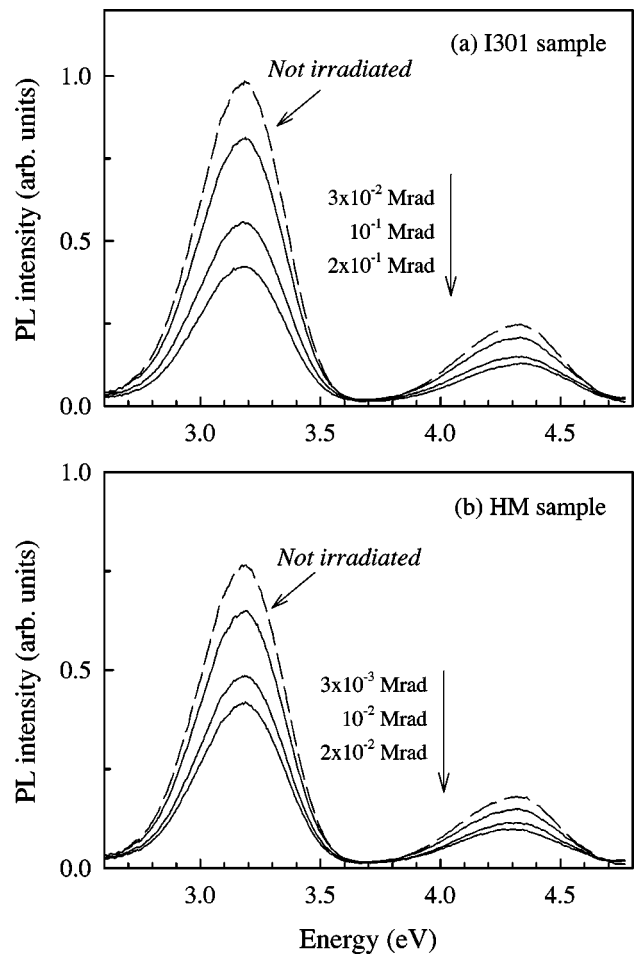 (a) I301 sample
Not irradiated
1.0
0.5
0.0
PL intensity (arb. units)
3x10⁻² Mrad
10⁻¹ Mrad
2x10⁻¹ Mrad
3.0 3.5 4.0 4.5
(b) HM sample
Not irradiated
1.0
0.5
0.0
PL intensity (arb. units)
3x10⁻³ Mrad
10⁻² Mrad
2x10⁻² Mrad
3.0 3.5 4.0 4.5
Energy (eV)